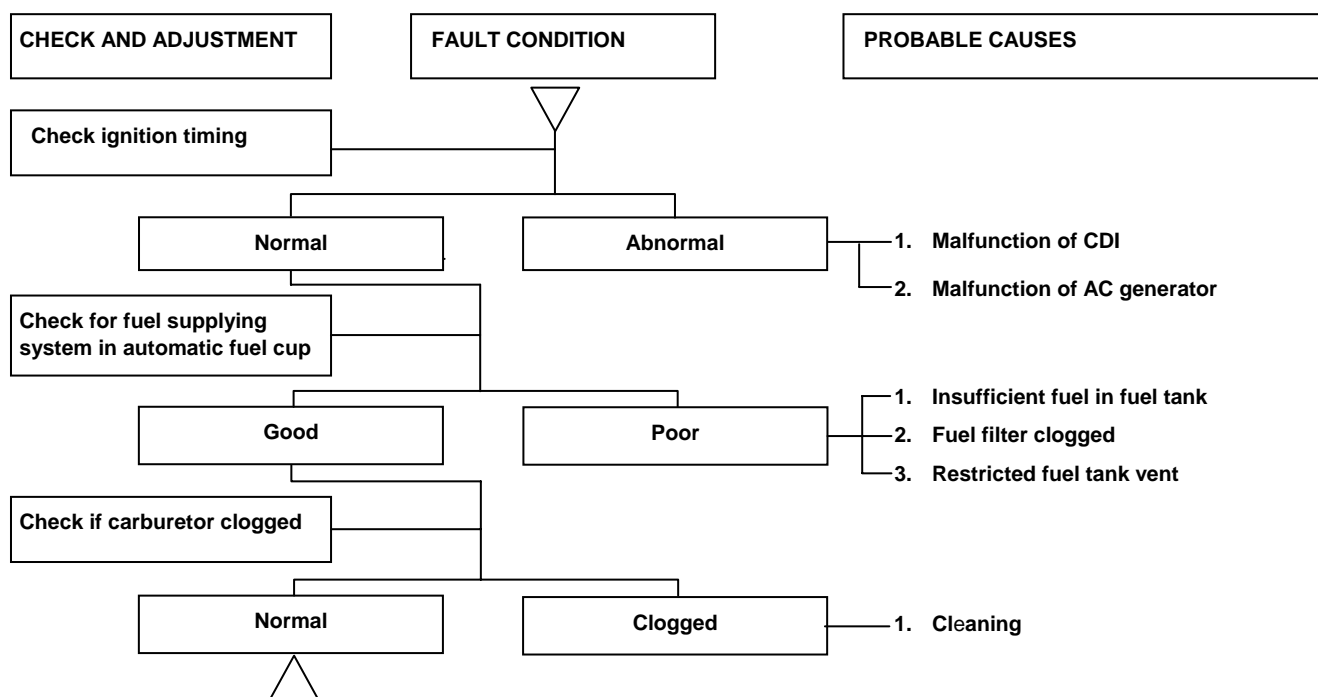 CHECK AND ADJUSTMENT
FAULT CONDITION
PROBABLE CAUSES
Check ignition timing
Normal
Abnormal
1. Malfunction of CDI
2. Malfunction of AC generator
Check for fuel supplying
system in automatic fuel cup
Good
Poor
1. Insufficient fuel in fuel tank
2. Fuel filter clogged
3. Restricted fuel tank vent
Check if carburetor clogged
Normal
Clogged
1. Cleaning